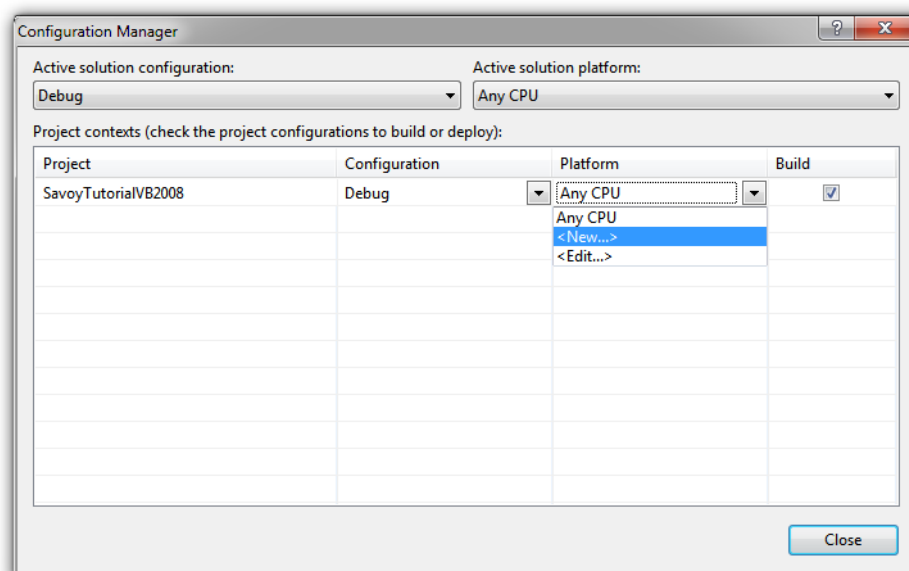 Configuration Manager
?
Active solution configuration: Active solution platform:
Debug Any CPU
Project contexts (check the project configurations to build or deploy):
Project Configuration Platform Build
SavoyTutorialVB2008 Debug Any CPU
Any CPU
<New...>
<Edit...>
Close